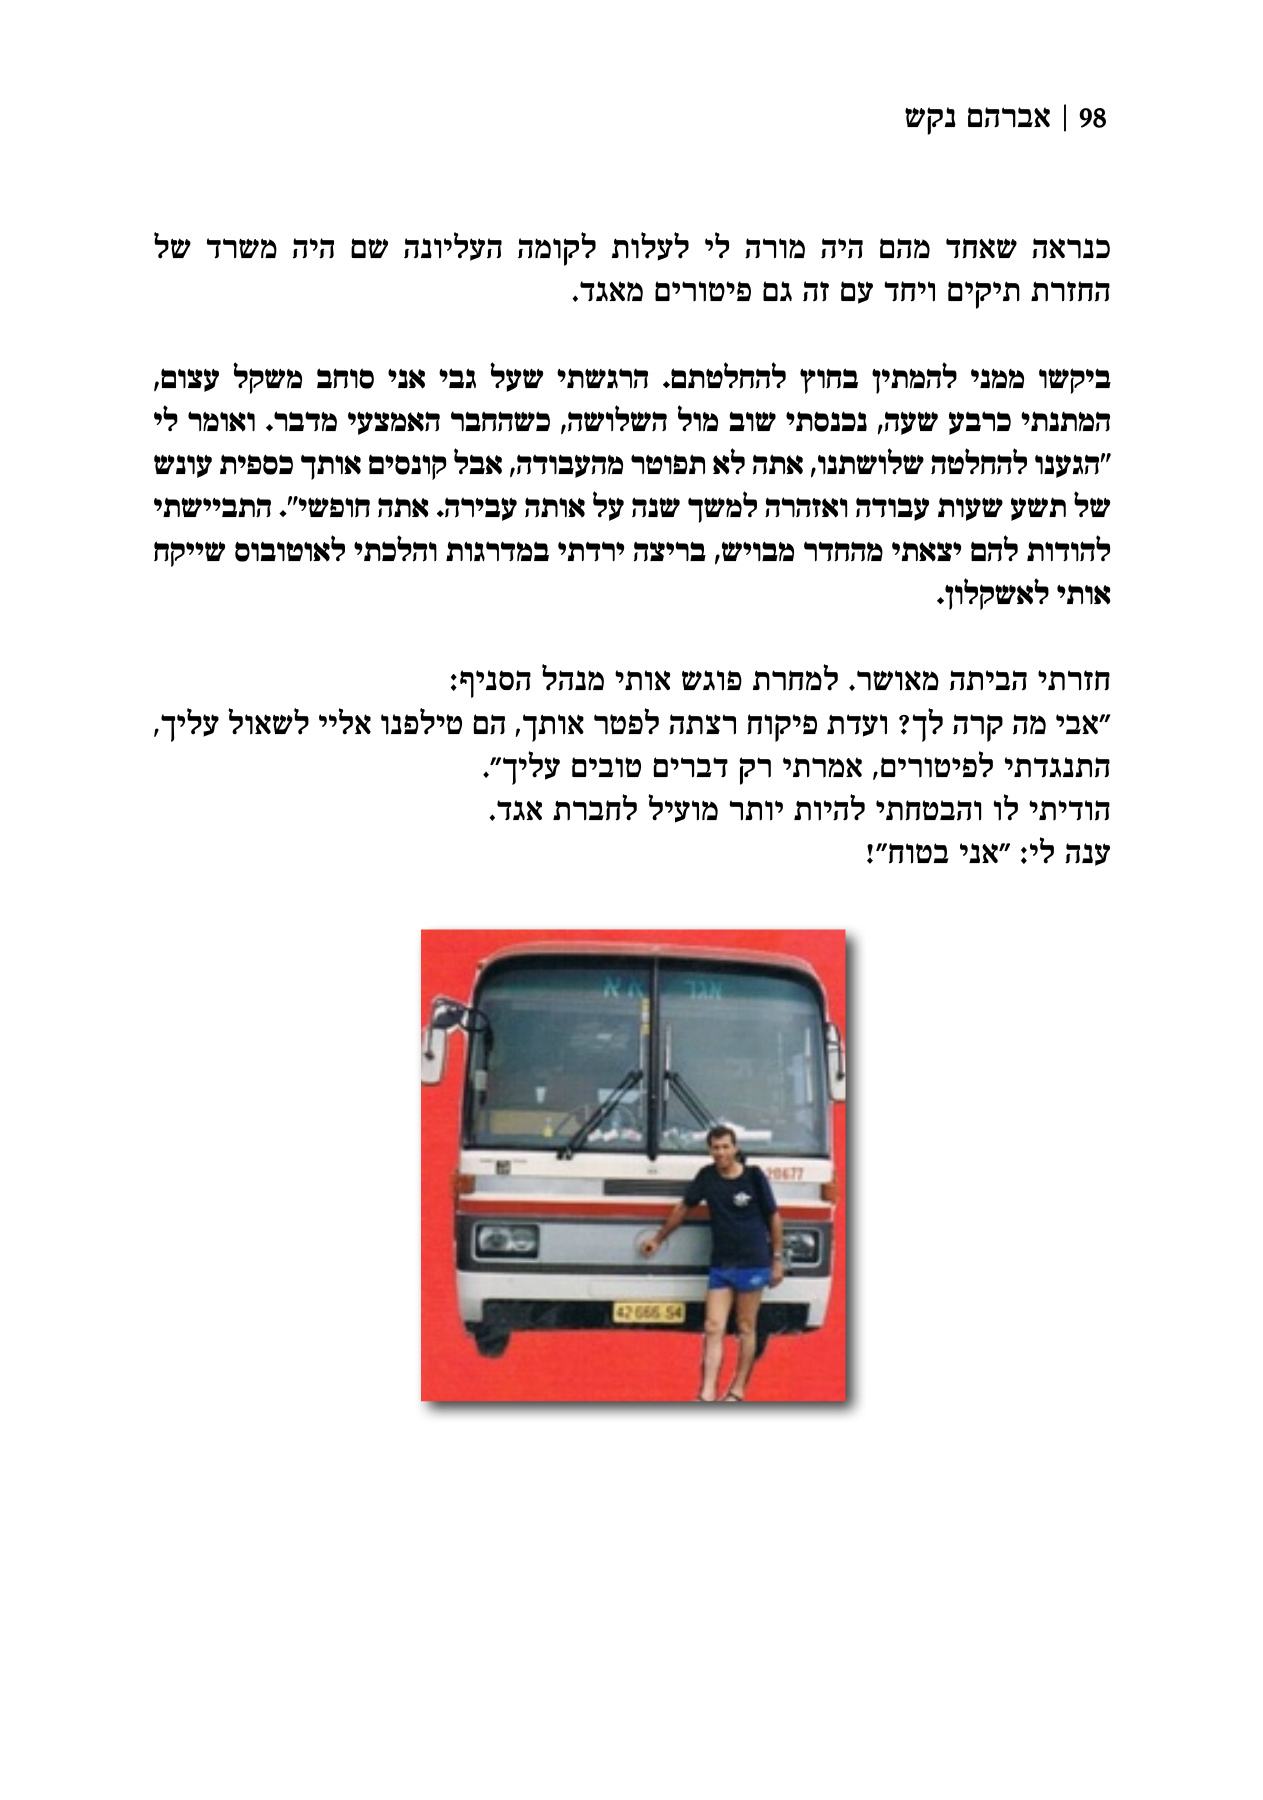 98 | אברהם נקש
כנראה שאחד מהם היה מורה לי לעלות לקומה העליונה שם היה משרד של
החזרת תיקים ויחד עם זה גם פיטורים מאגד.
ביקשו ממני להמתין בחוץ להחלטתם. הרגשתי שעל גבי אני סוחב משקל עצום,
המתנתי כרבע שעה, נכנסתי שוב מול השלושה, כשהחבר האמצעי מדבר. ואומר לי
"הגענו להחלטה שלושתנו, אתה לא תפוטר מהעבודה, אבל קונסים אותך כספית עונש
של תשע שעות עבודה ואזהרה למשך שנה על אותה עבירה. אתה חופשי". התביישתי
להודות להם יצאתי מהחדר מבויש, בריצה ירדתי במדרגות והלכתי לאוטובוס שייקח
אותי לאשקלון.
חזרתי הביתה מאושר. למחרת פוגש אותי מנהל הסניף:
"אבי מה קרה לך? ועדת פיקוח רצתה לפטר אותך, הם טילפנו אליי לשאול עליך,
התנגדתי לפיטורים, אמרתי רק דברים טובים עליך".
הודיתי לו והבטחתי להיות יותר מועיל לחברת אגד.
ענה לי: "אני בטוח"!
אגד
א א
20677
42 666 54